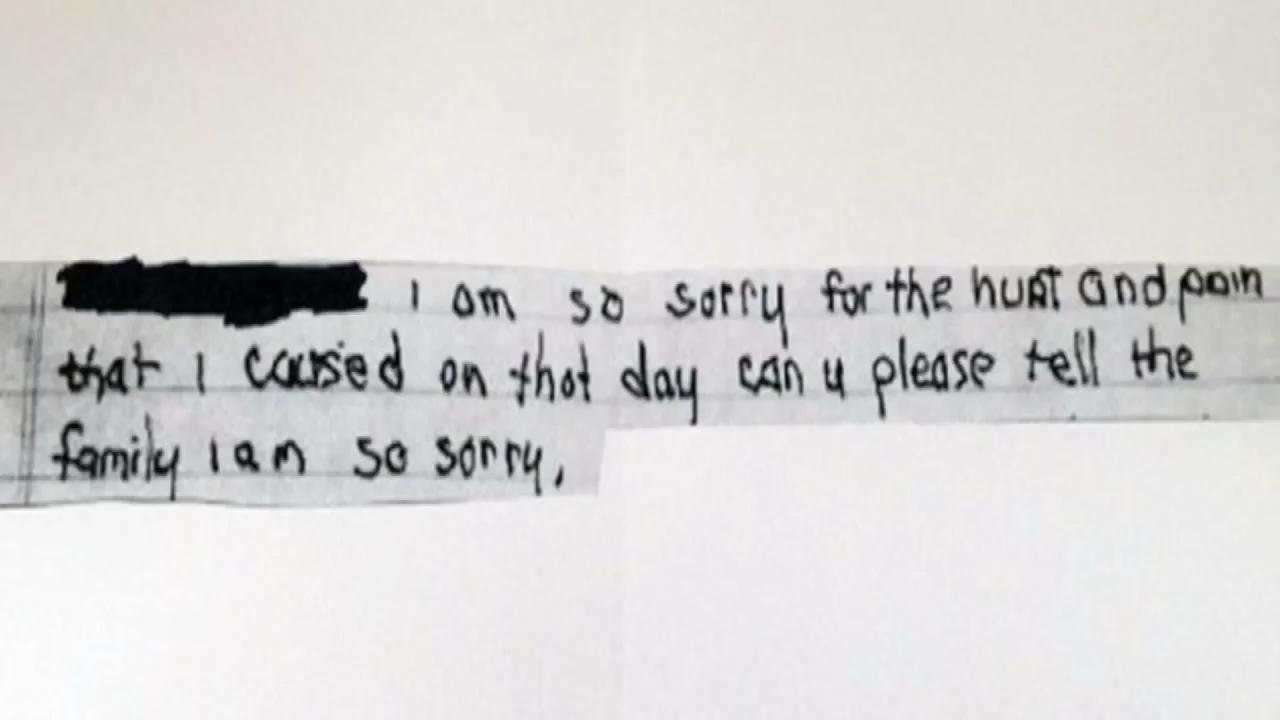 I am so sorry for the hurt and pain
that I caused on that day can u please tell the
family I am so sorry,